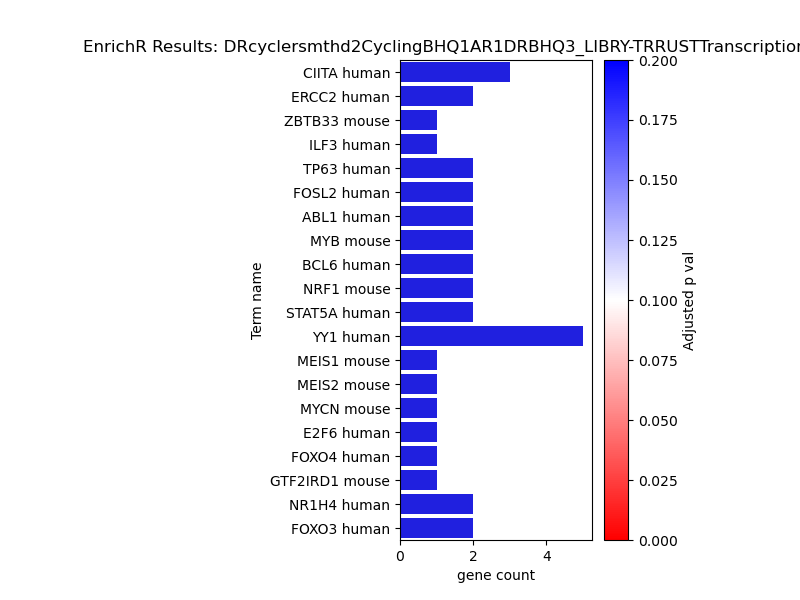 EnrichR Results: DRcyclersmthd2CyclingBHQ1AR1DRBHQ3_LIBRY-TRRUSTTranscription
CIITA human
ERCC2 human
ZBTB33 mouse
ILF3 human
TP63 human
FOSL2 human
ABL1 human
MYB mouse
BCL6 human
NRF1 mouse
STAT5A human
YY1 human
MEIS1 mouse
MEIS2 mouse
MYCN mouse
E2F6 human
FOXO4 human
GTF2IRD1 mouse
NR1H4 human
FOXO3 human
Term name
0 2 4
gene count
0.200
0.175
0.150
0.125
0.100
0.075
0.050
0.025
0.000
Adjusted p val